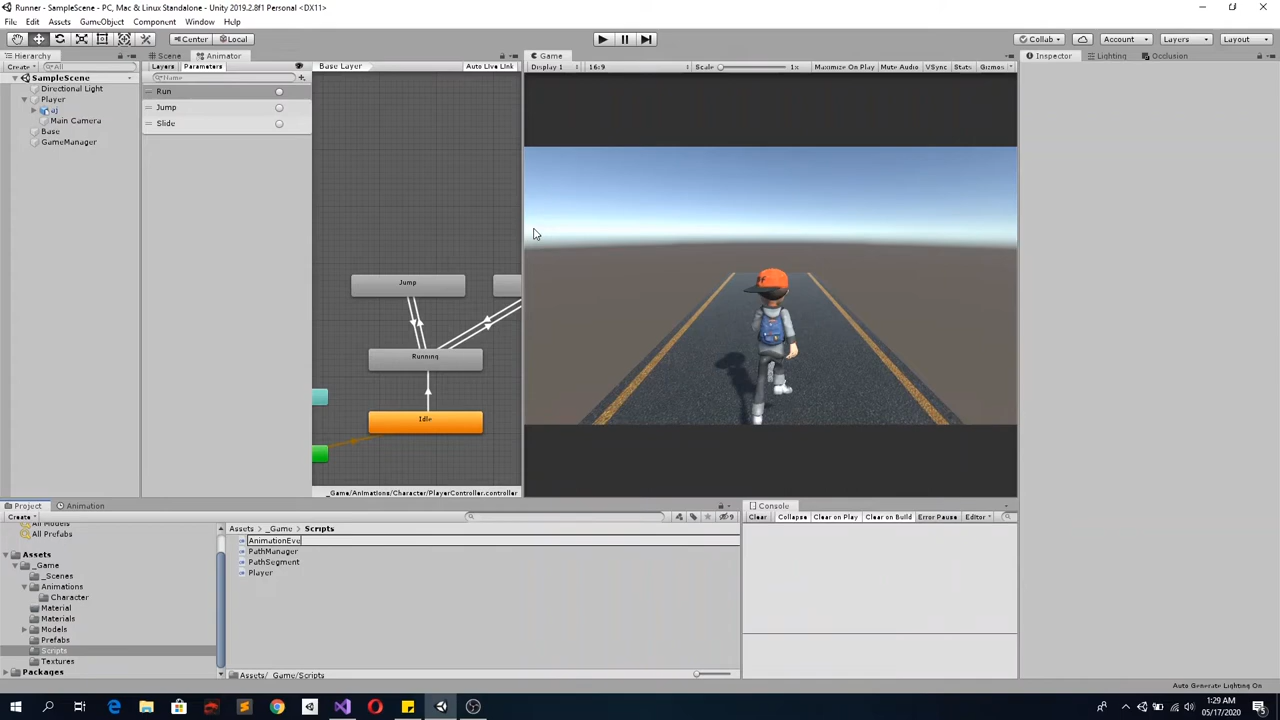 Runner - SampleScene - PC, Mac & Linux Standalone - Unity 2019.2.8f1 Personal <DX11>
File Edit Assets GameObject Component Window Help
Center Local Collab Account Layers Layout
Hierarchy Scene Animator Game Inspector Lighting Occlusion
Create All Layers Parameters Base Layer Auto Live Link Display 1 16:9 Scale 1x Maximize On Play Mute Audio VSync Stats Gizmos
SampleScene Name
Directional Light Run
Player
aj Jump
Main Camera Slide
Base
GameManager
Jump
Running
Idle
_Game/Animations/Character/PlayerController.controller
Project Animation Console
Create 9 Clear Collapse Clear on Play Clear on Build Error Pause Editor
All Models Assets _Game Scripts
All Prefabs
AnimationEve
Assets PathManager
_Game PathSegment
_Scenes Player
Animations
Character
Material
Materials
Models
Prefabs
Scripts
Textures
Packages Assets/_Game/Scripts
Auto Generate Lighting On
1:29 AM
05/17/2020
5